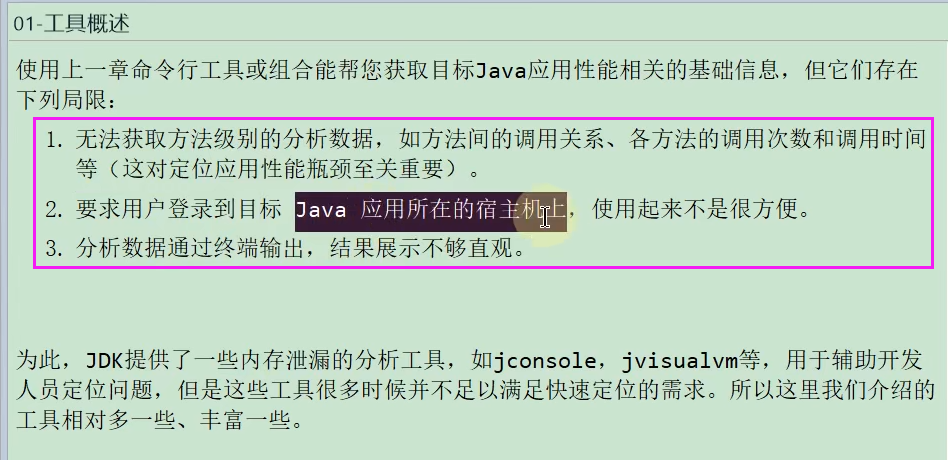 01-工具概述
使用上一章命令行工具或组合能帮您获取目标Java应用性能相关的基础信息，但它们存在
下列局限：
1. 无法获取方法级别的分析数据，如方法间的调用关系、各方法的调用次数和调用时间
等（这对定位应用性能瓶颈至关重要）。
2. 要求用户登录到目标 Java 应用所在的宿主机上，使用起来不是很方便。
3. 分析数据通过终端输出，结果展示不够直观。
为此，JDK提供了一些内存泄漏的分析工具，如jconsole，jvisualvm等，用于辅助开发
人员定位问题，但是这些工具很多时候并不足以满足快速定位的需求。所以这里我们介绍的
工具相对多一些、丰富一些。